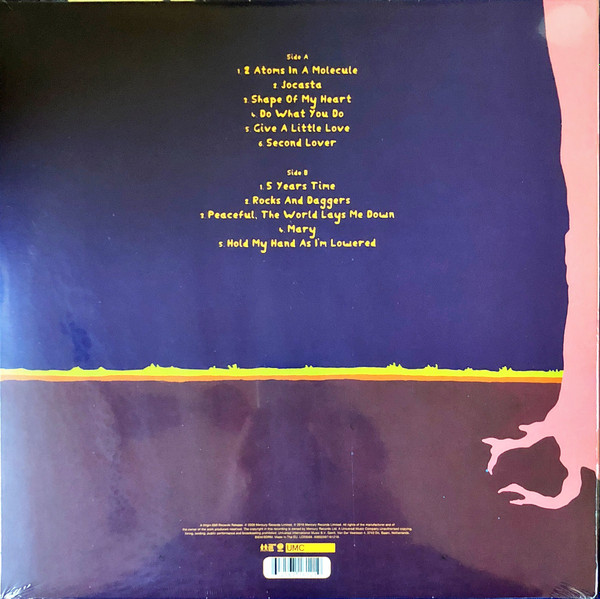 Side A
1. 2 Atoms In A Molecule
2. Jocasta
3. Shape Of My Heart
4. Do What You Do
5. Give A Little Love
6. Second Lover
Side B
1. 5 Years Time
2. Rocks And Daggers
3. Peaceful, The World Lays Me Down
4. Mary
5. Hold My Hand As I'm Lowered
UMC